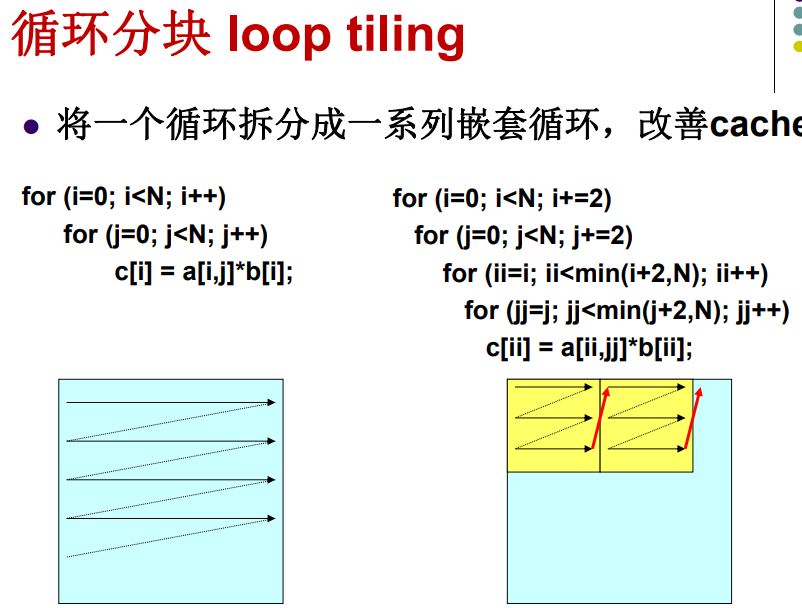 循环分块 loop tiling
将一个循环拆分成一系列嵌套循环，改善cache
for (i=0; i<N; i++)
for (j=0; j<N; j++)
c[i] = a[i,j]*b[i];
for (i=0; i<N; i+=2)
for (j=0; j<N; j+=2)
for (ii=i; ii<min(i+2,N); ii++)
for (jj=j; jj<min(j+2,N); jj++)
c[ii] = a[ii,jj]*b[ii];